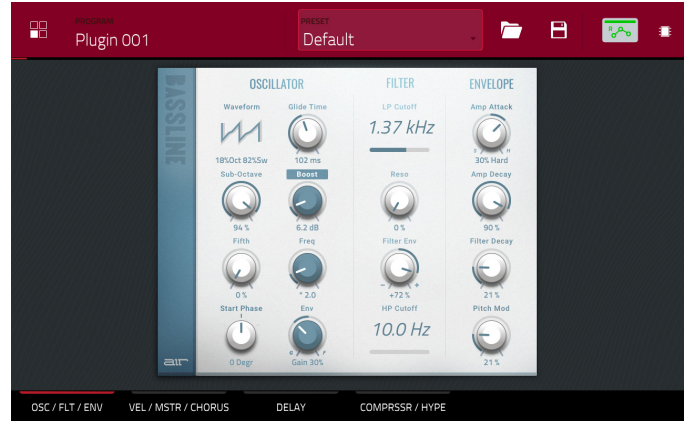 PROGRAM
Plugin 001
PRESET
Default
BASSLINE
OSCILLATOR
FILTER
ENVELOPE
Waveform
Glide Time
LP Cutoff
Amp Attack
1.37 kHz
S
H
18%Oct 82%Sw
102 ms
30% Hard
Sub-Octave
Boost
Reso
Amp Decay
94 %
6.2 dB
0 %
90 %
Fifth
Freq
Filter Env
Filter Decay
- +
0 %
* 2.0
+72 %
21 %
Start Phase
Env
HP Cutoff
Pitch Mod
10.0 Hz
0 Degr
Gain 30%
21 %
air
OSC / FLT / ENV
VEL / MSTR / CHORUS
DELAY
COMPRSSR / HYPE